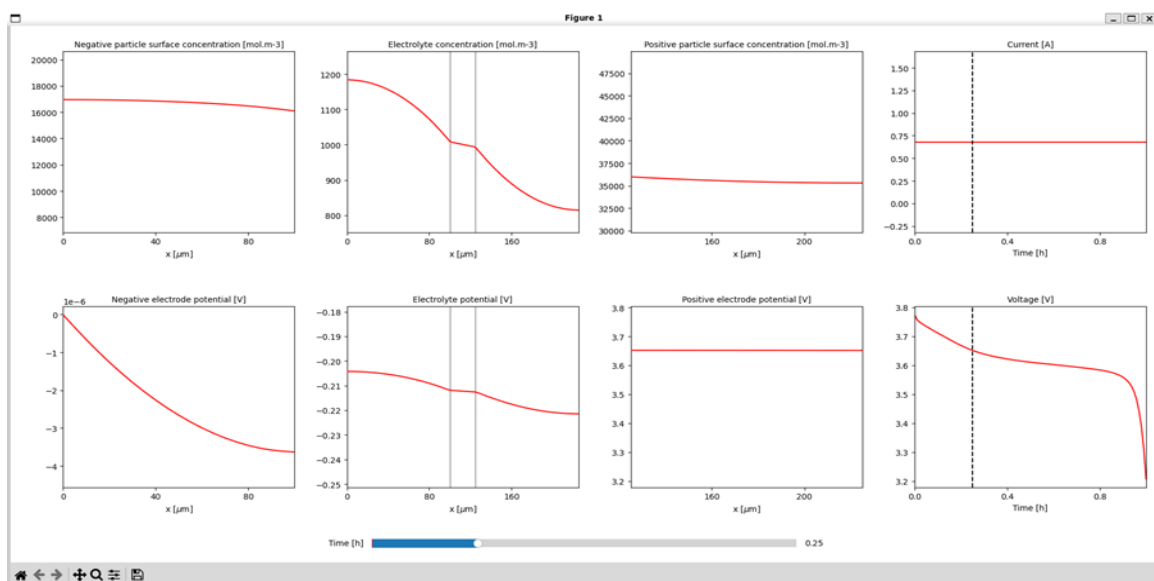 Figure 1
Negative particle surface concentration [mol.m-3]
20000
18000
16000
14000
12000
10000
8000
0 40 80
x [μm]
Electrolyte concentration [mol.m-3]
1200
1100
1000
900
800
0 80 160
x [μm]
Positive particle surface concentration [mol.m-3]
47500
45000
42500
40000
37500
35000
32500
30000
160 200
x [μm]
Current [A]
1.50
1.25
1.00
0.75
0.50
0.25
0.00
−0.25
0.0 0.4 0.8
Time [h]
Negative electrode potential [V]
1e−6
0
−1
−2
−3
−4
0 40 80
x [μm]
Electrolyte potential [V]
−0.18
−0.19
−0.20
−0.21
−0.22
−0.23
−0.24
−0.25
0 80 160
x [μm]
Positive electrode potential [V]
3.8
3.7
3.6
3.5
3.4
3.3
3.2
160 200
x [μm]
Voltage [V]
3.8
3.7
3.6
3.5
3.4
3.3
3.2
0.0 0.4 0.8
Time [h]
Time [h] 0.25